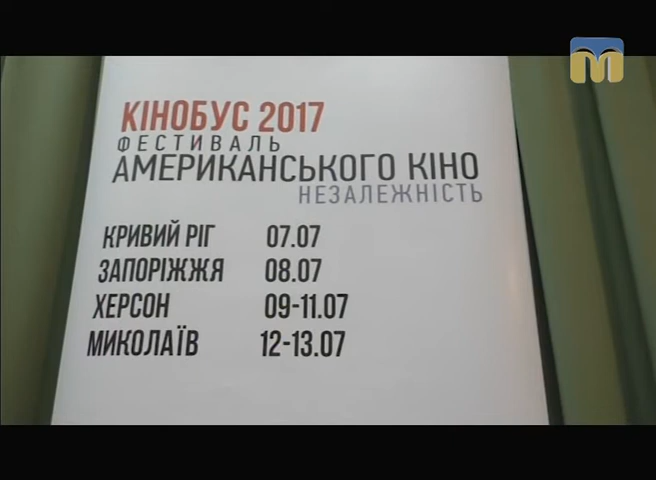 КІНОБУС 2017
ФЕСТИВАЛЬ
АМЕРИКАНСЬКОГО КІНО
НЕЗАЛЕЖНІСТЬ
КРИВИЙ РІГ 07.07
ЗАПОРІЖЖЯ 08.07
ХЕРСОН 09-11.07
МИКОЛАЇВ 12-13.07